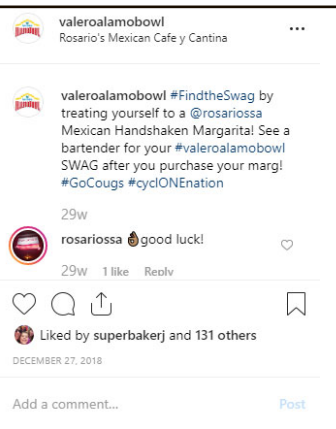 valeroalamobowl
Rosario's Mexican Cafe y Cantina
valeroalamobowl #FindtheSwag by
treating yourself to a @rosariossa
Mexican Handshaken Margarita! See a
bartender for your #valeroalamobowl
SWAG after you purchase your marg!
#GoCougs #cyclONEnation
29w
rosariossa 👌🏾good luck!
29w 1 like Reply
Liked by superbakerj and 131 others
DECEMBER 27, 2018
Add a comment... Post